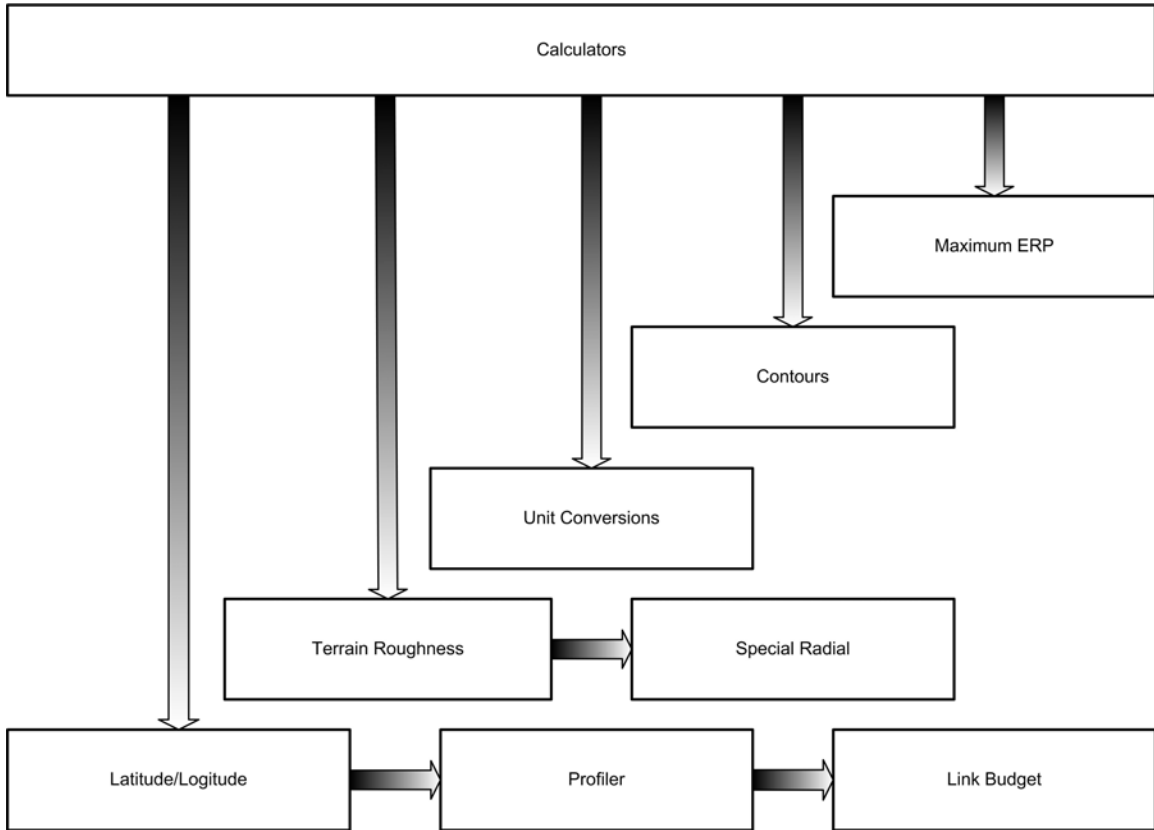 Calculators
Maximum ERP
Contours
Unit Conversions
Terrain Roughness
Special Radial
Latitude/Logitude
Profiler
Link Budget